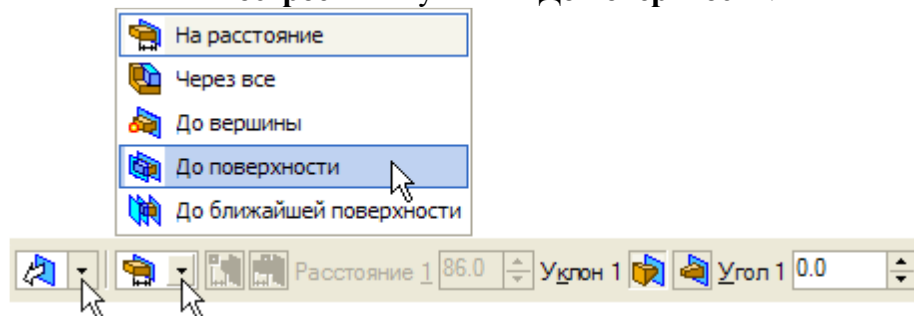 На расстояние
Через все
До вершины
До поверхности
До ближайшей поверхности
Расстояние 1 86.0 Уклон 1 Угол 1 0.0